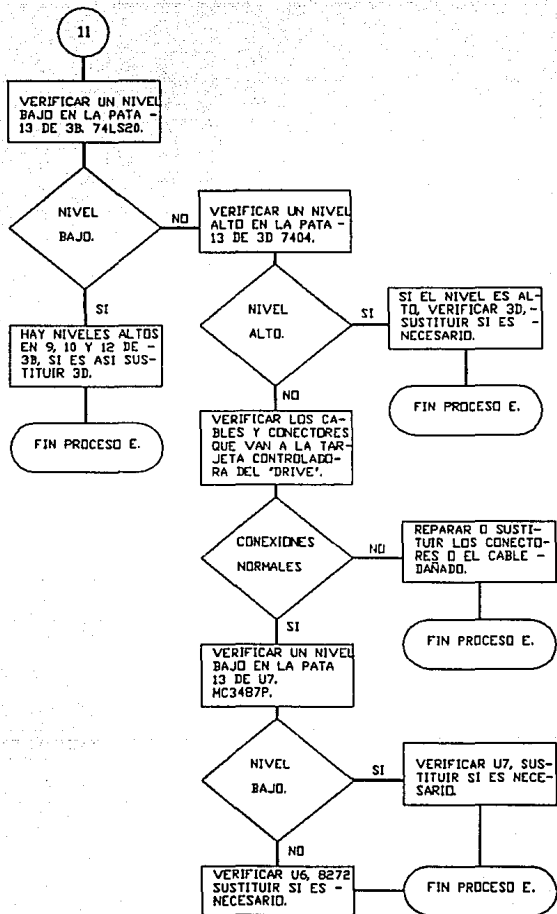 11
VERIFICAR UN NIVEL
BAJO EN LA PATA -
13 DE 3B. 74LS20.
NIVEL
BAJO.
NO
VERIFICAR UN NIVEL
ALTO EN LA PATA -
13 DE 3D 7404.
SI
HAY NIVELES ALTOS
EN 9, 10 Y 12 DE -
3B, SI ES ASI SUS-
TITUIR 3D.
FIN PROCESO E.
NIVEL
ALTO.
SI
SI EL NIVEL ES AL-
TO, VERIFICAR 3D,-
SUSTITUIR SI ES -
NECESARIO.
FIN PROCESO E.
NO
VERIFICAR LOS CA-
BLES Y CONECTORES
QUE VAN A LA TAR-
JETA CONTROLADO-
RA DEL "DRIVE".
CONEXIONES
NORMALES
NO
REPARAR O SUSTI-
TUIR LOS CONECTO-
RES O EL CABLE -
DAÑADO.
FIN PROCESO E.
SI
VERIFICAR UN NIVEL
BAJO EN LA PATA
13 DE U7.
MC3487P.
NIVEL
BAJO.
SI
VERIFICAR U7, SUS-
TITUIR SI ES NECE-
SARIO.
NO
VERIFICAR U6, 8272
SUSTITUIR SI ES -
NECESARIO.
FIN PROCESO E.